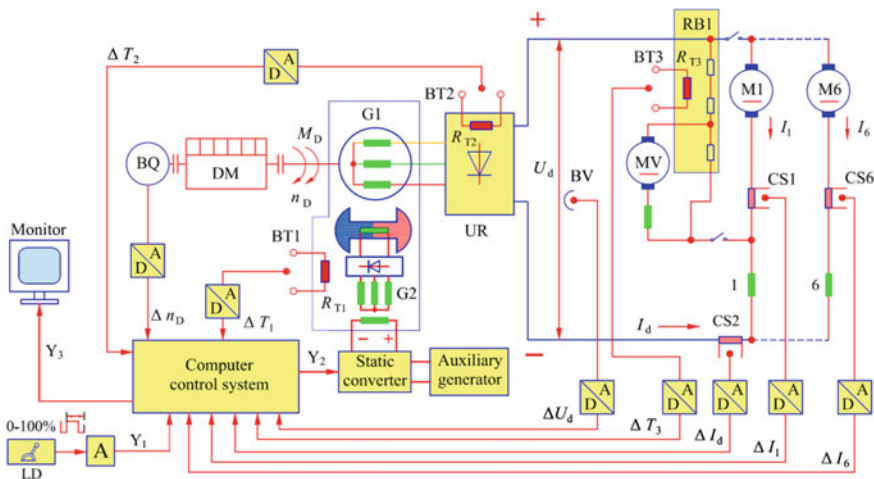 Δ T2
A
D
+
RB1
BT3
RT3
M1
M6
I1
I6
BT2
RT2
G1
MD
nD
BQ
DM
MV
Ud
BV
CS1
CS6
UR
Monitor
A
D
BT1
A
D
RT1
G2
1
6
Δ nD
Δ T1
Id
CS2
−
− +
Y3
Computer
control system
Y2
Static
converter
Auxiliary
generator
0-100%
A
Y1
LD
ΔUd
A
D
Δ T3
A
D
Δ Id
A
D
Δ I1
A
D
Δ I6
A
D